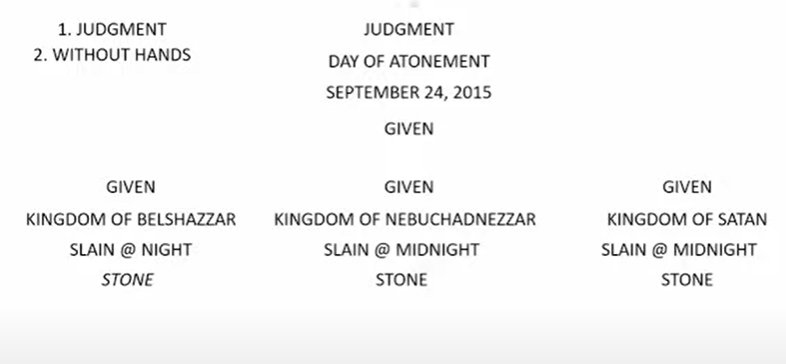 1. JUDGMENT
2. WITHOUT HANDS
JUDGMENT
DAY OF ATONEMENT
SEPTEMBER 24, 2015
GIVEN
GIVEN
KINGDOM OF BELSHAZZAR
SLAIN @ NIGHT
STONE
GIVEN
KINGDOM OF NEBUCHADNEZZAR
SLAIN @ MIDNIGHT
STONE
GIVEN
KINGDOM OF SATAN
SLAIN @ MIDNIGHT
STONE